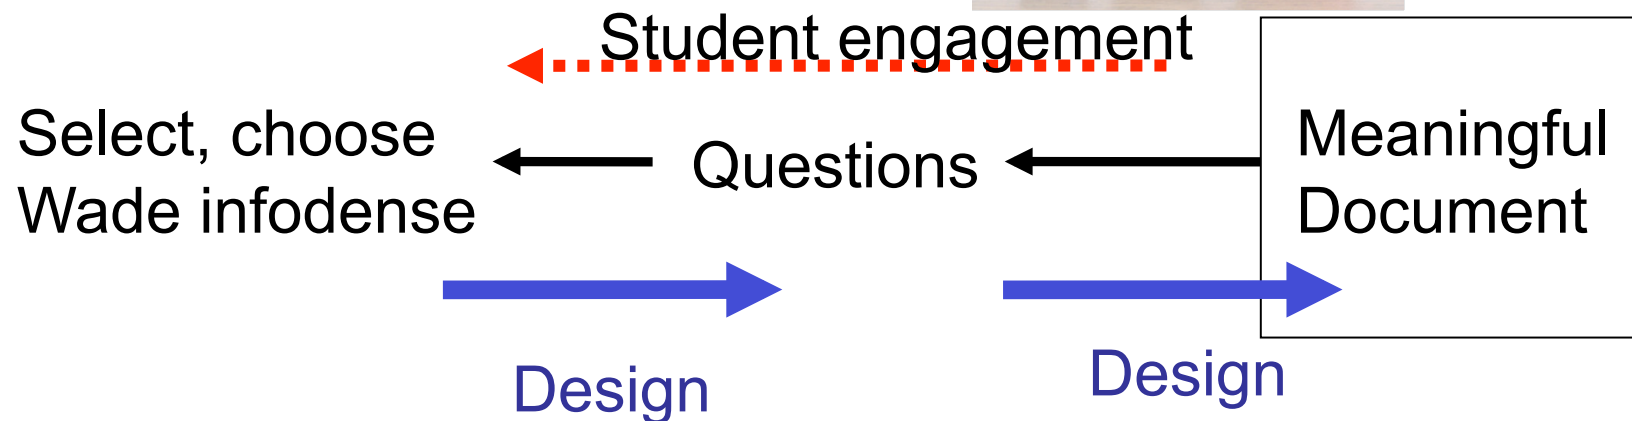 Student engagement
Select, choose
Wade infodense
Questions
Meaningful
Document
Design
Design